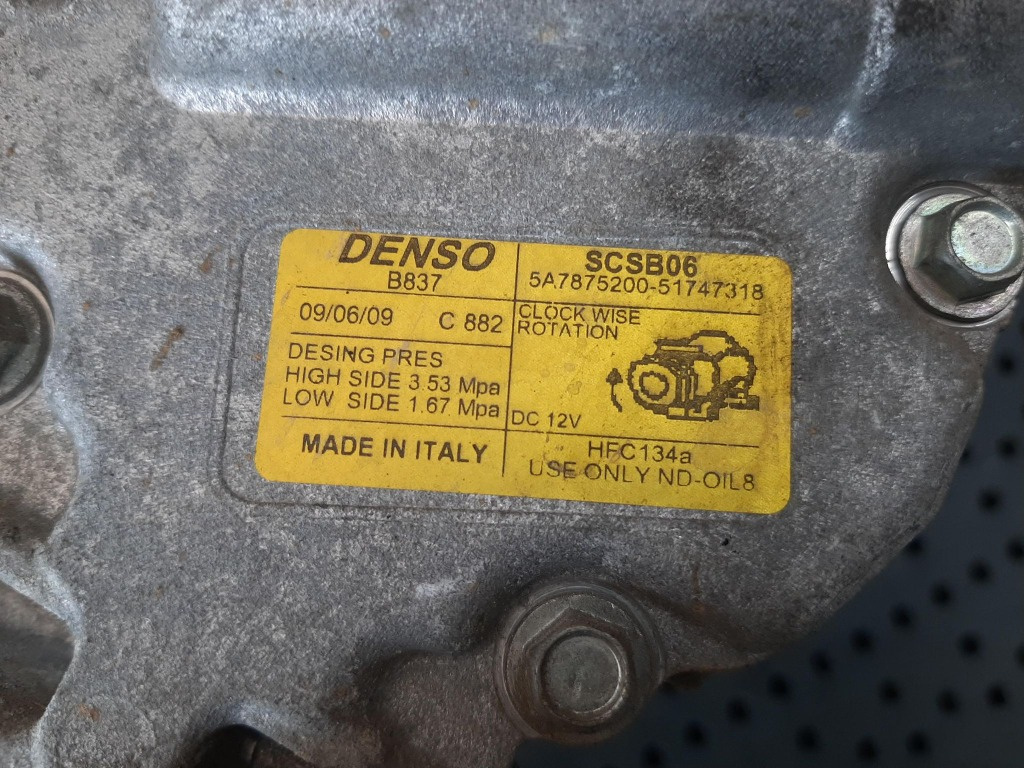 DENSO
B837
09/06/09 C 882
DESING PRES
HIGH SIDE 3.53 Mpa
LOW SIDE 1.67 Mpa
MADE IN ITALY
SCSB06
5A7875200-51747318
CLOCK WISE
ROTATION
DC 12V
HFC134a
USE ONLY ND-OIL8